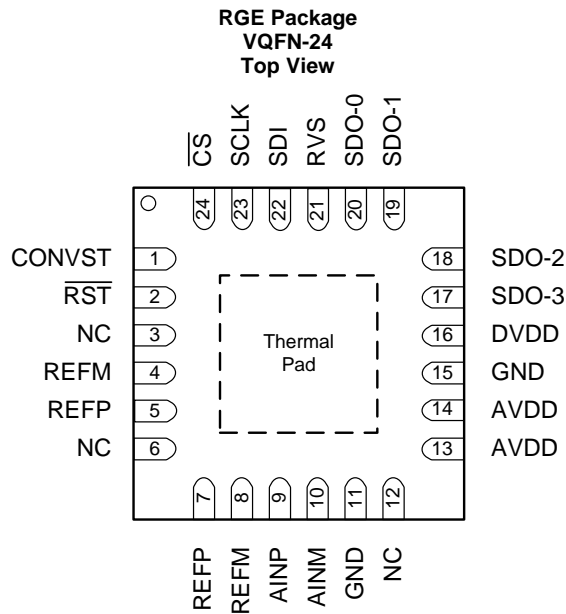 RGE Package
VQFN-24
Top View
C̅S̅
SCLK
SDI
RVS
SDO-0
SDO-1
24
23
22
21
20
19
CONVST 1
R̅S̅T̅ 2
NC 3
REFM 4
REFP 5
NC 6
Thermal
Pad
18 SDO-2
17 SDO-3
16 DVDD
15 GND
14 AVDD
13 AVDD
7
8
9
10
11
12
REFP
REFM
AINP
AINM
GND
NC